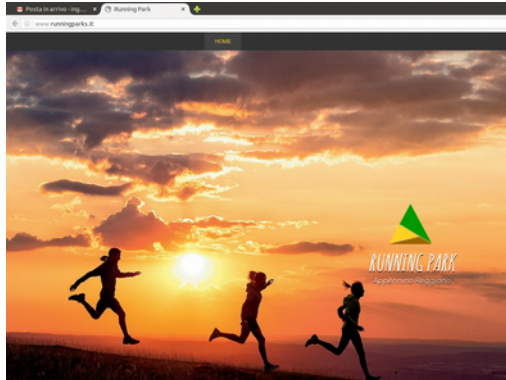 Posta in arrivo - ing....
Running Park
www.runningparks.it
HOME
RUNNING PARK
Appennino Reggiano